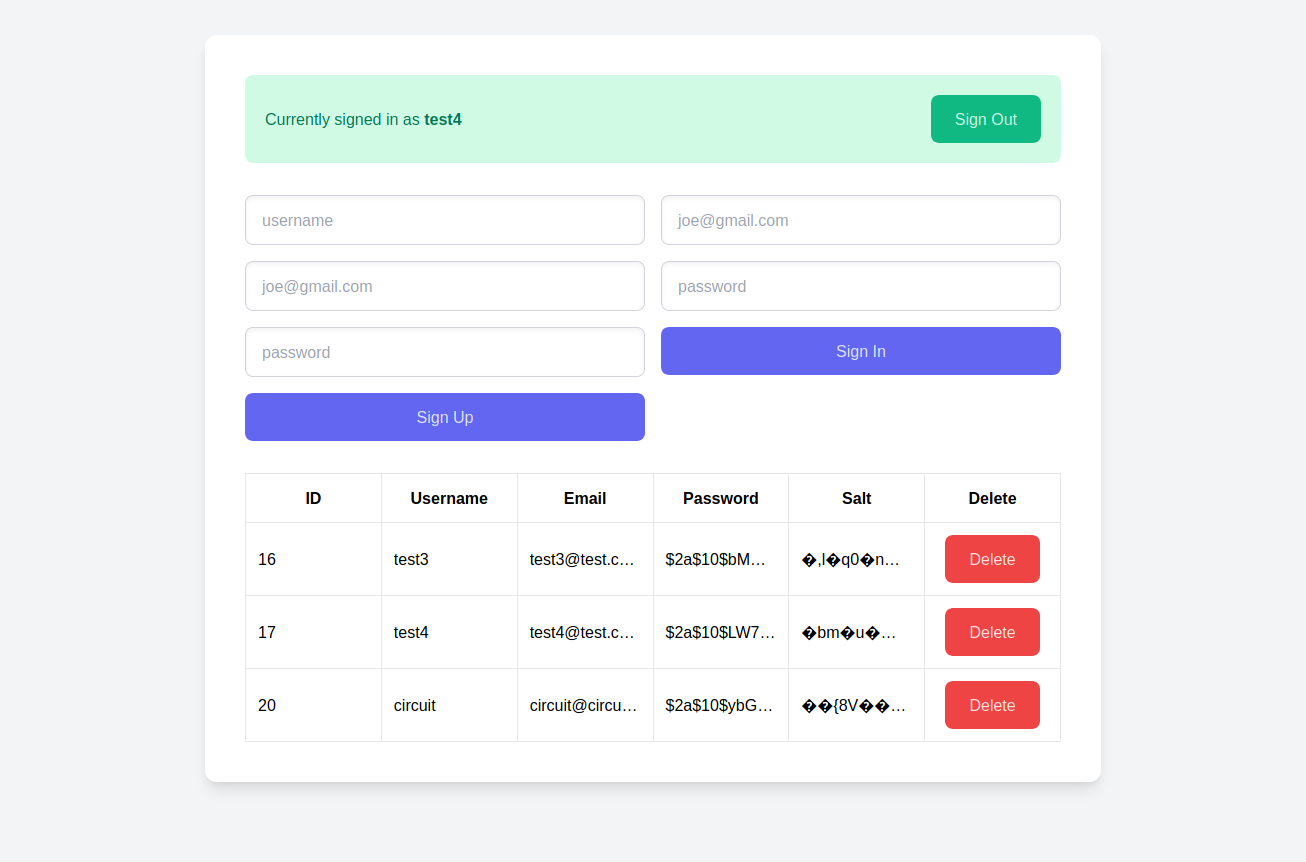 Currently signed in as test4
Sign Out
username
joe@gmail.com
joe@gmail.com
password
password
Sign In
Sign Up
ID Username Email Password Salt Delete
16 test3 test3@test.c… $2a$10$bM… �,l�q0�n… Delete
17 test4 test4@test.c… $2a$10$LW7… �bm�u�… Delete
20 circuit circuit@circu… $2a$10$ybG… ��{8V��… Delete